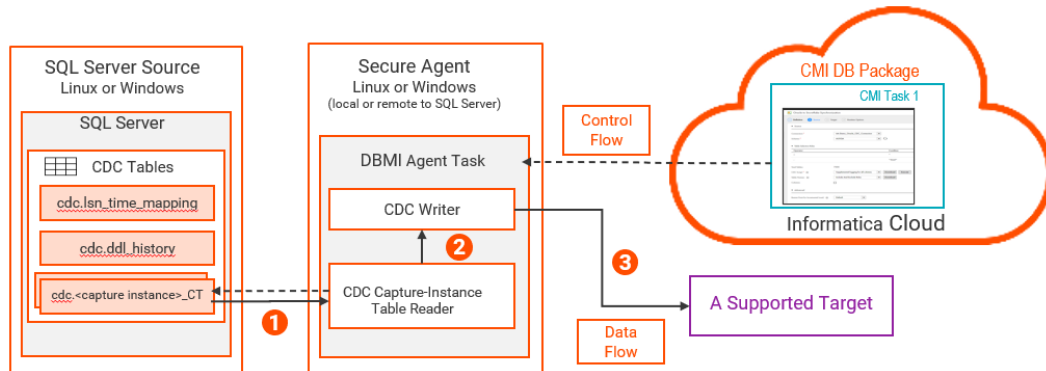 SQL Server Source
Linux or Windows
SQL Server
CDC Tables
cdc.lsn_time_mapping
cdc.ddl_history
cdc.<capture instance>_CT
1
Secure Agent
Linux or Windows
(local or remote to SQL Server)
DBMI Agent Task
CDC Writer
2
CDC Capture-Instance
Table Reader
Control
Flow
3
Data
Flow
CMI DB Package
CMI Task 1
Informatica Cloud
A Supported Target